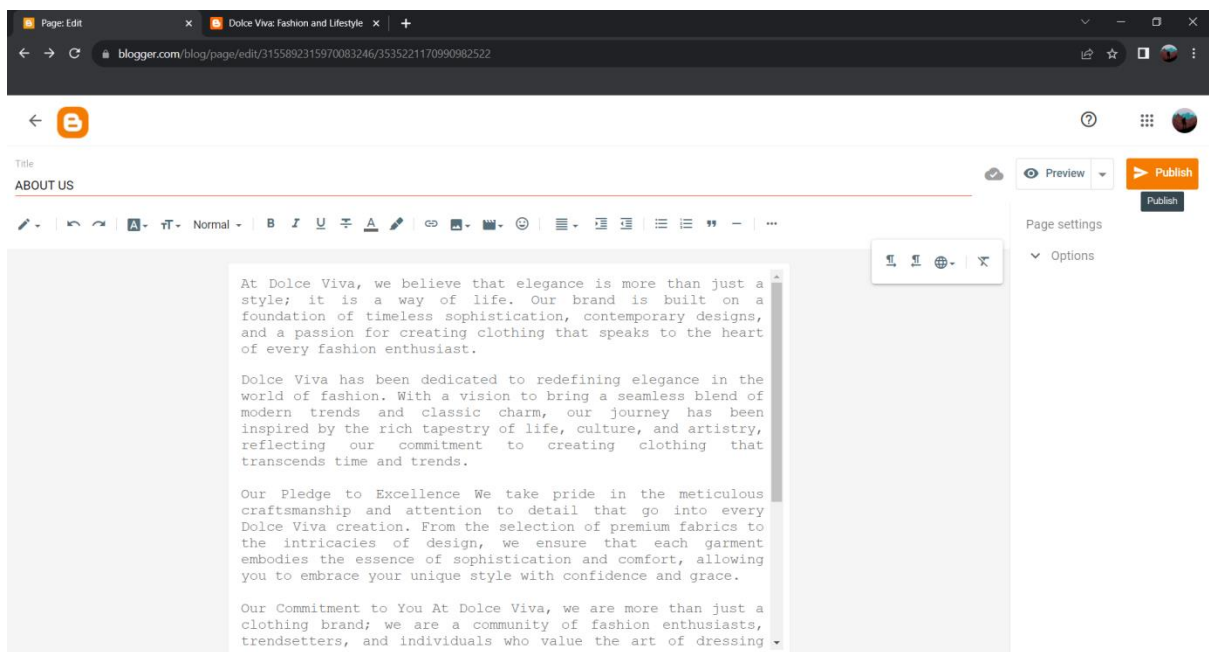 Page: Edit
Dolce Viva: Fashion and Lifestyle
blogger.com/blog/page/edit/3155892315970083246/3535221170990982522
Title
ABOUT US
Preview
Publish
Publish
Normal
Page settings
Options
At Dolce Viva, we believe that elegance is more than just a
style; it is a way of life. Our brand is built on a
foundation of timeless sophistication, contemporary designs,
and a passion for creating clothing that speaks to the heart
of every fashion enthusiast.
Dolce Viva has been dedicated to redefining elegance in the
world of fashion. With a vision to bring a seamless blend of
modern trends and classic charm, our journey has been
inspired by the rich tapestry of life, culture, and artistry,
reflecting our commitment to creating clothing that
transcends time and trends.
Our Pledge to Excellence We take pride in the meticulous
craftsmanship and attention to detail that go into every
Dolce Viva creation. From the selection of premium fabrics to
the intricacies of design, we ensure that each garment
embodies the essence of sophistication and comfort, allowing
you to embrace your unique style with confidence and grace.
Our Commitment to You At Dolce Viva, we are more than just a
clothing brand; we are a community of fashion enthusiasts,
trendsetters, and individuals who value the art of dressing